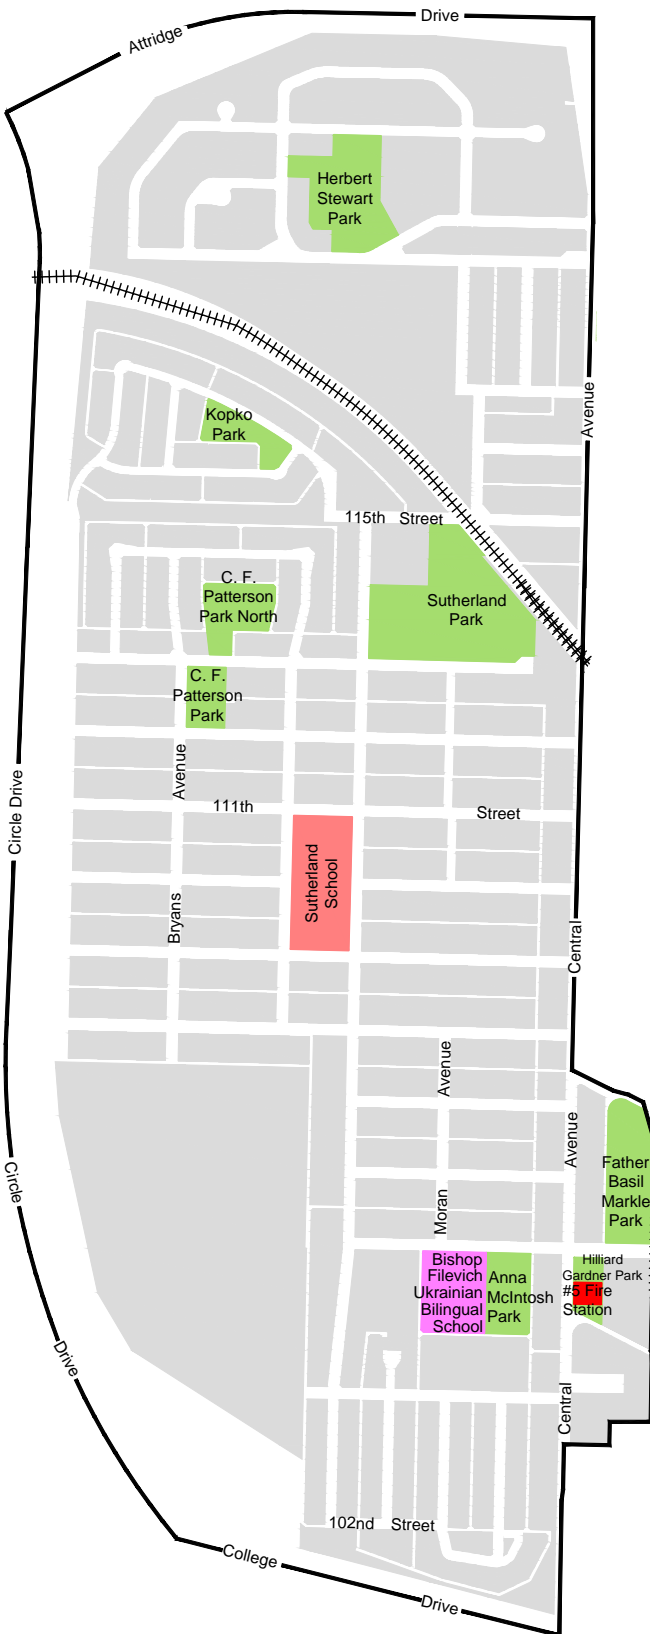 Drive
Attridge
Herbert
Stewart
Park
Avenue
Kopko
Park
115th Street
C. F.
Patterson
Park North
Sutherland
Park
C. F.
Patterson
Park
Avenue
Circle Drive
111th Street
Sutherland
School
Bryans
Central
Avenue
Avenue
Father
Basil
Markle
Park
Circle
Moran
Bishop
Filevich
Ukrainian
Bilingual
School
Anna
McIntosh
Park
Hilliard
Gardner Park
#5 Fire
Station
Drive
Central
102nd Street
College
Drive